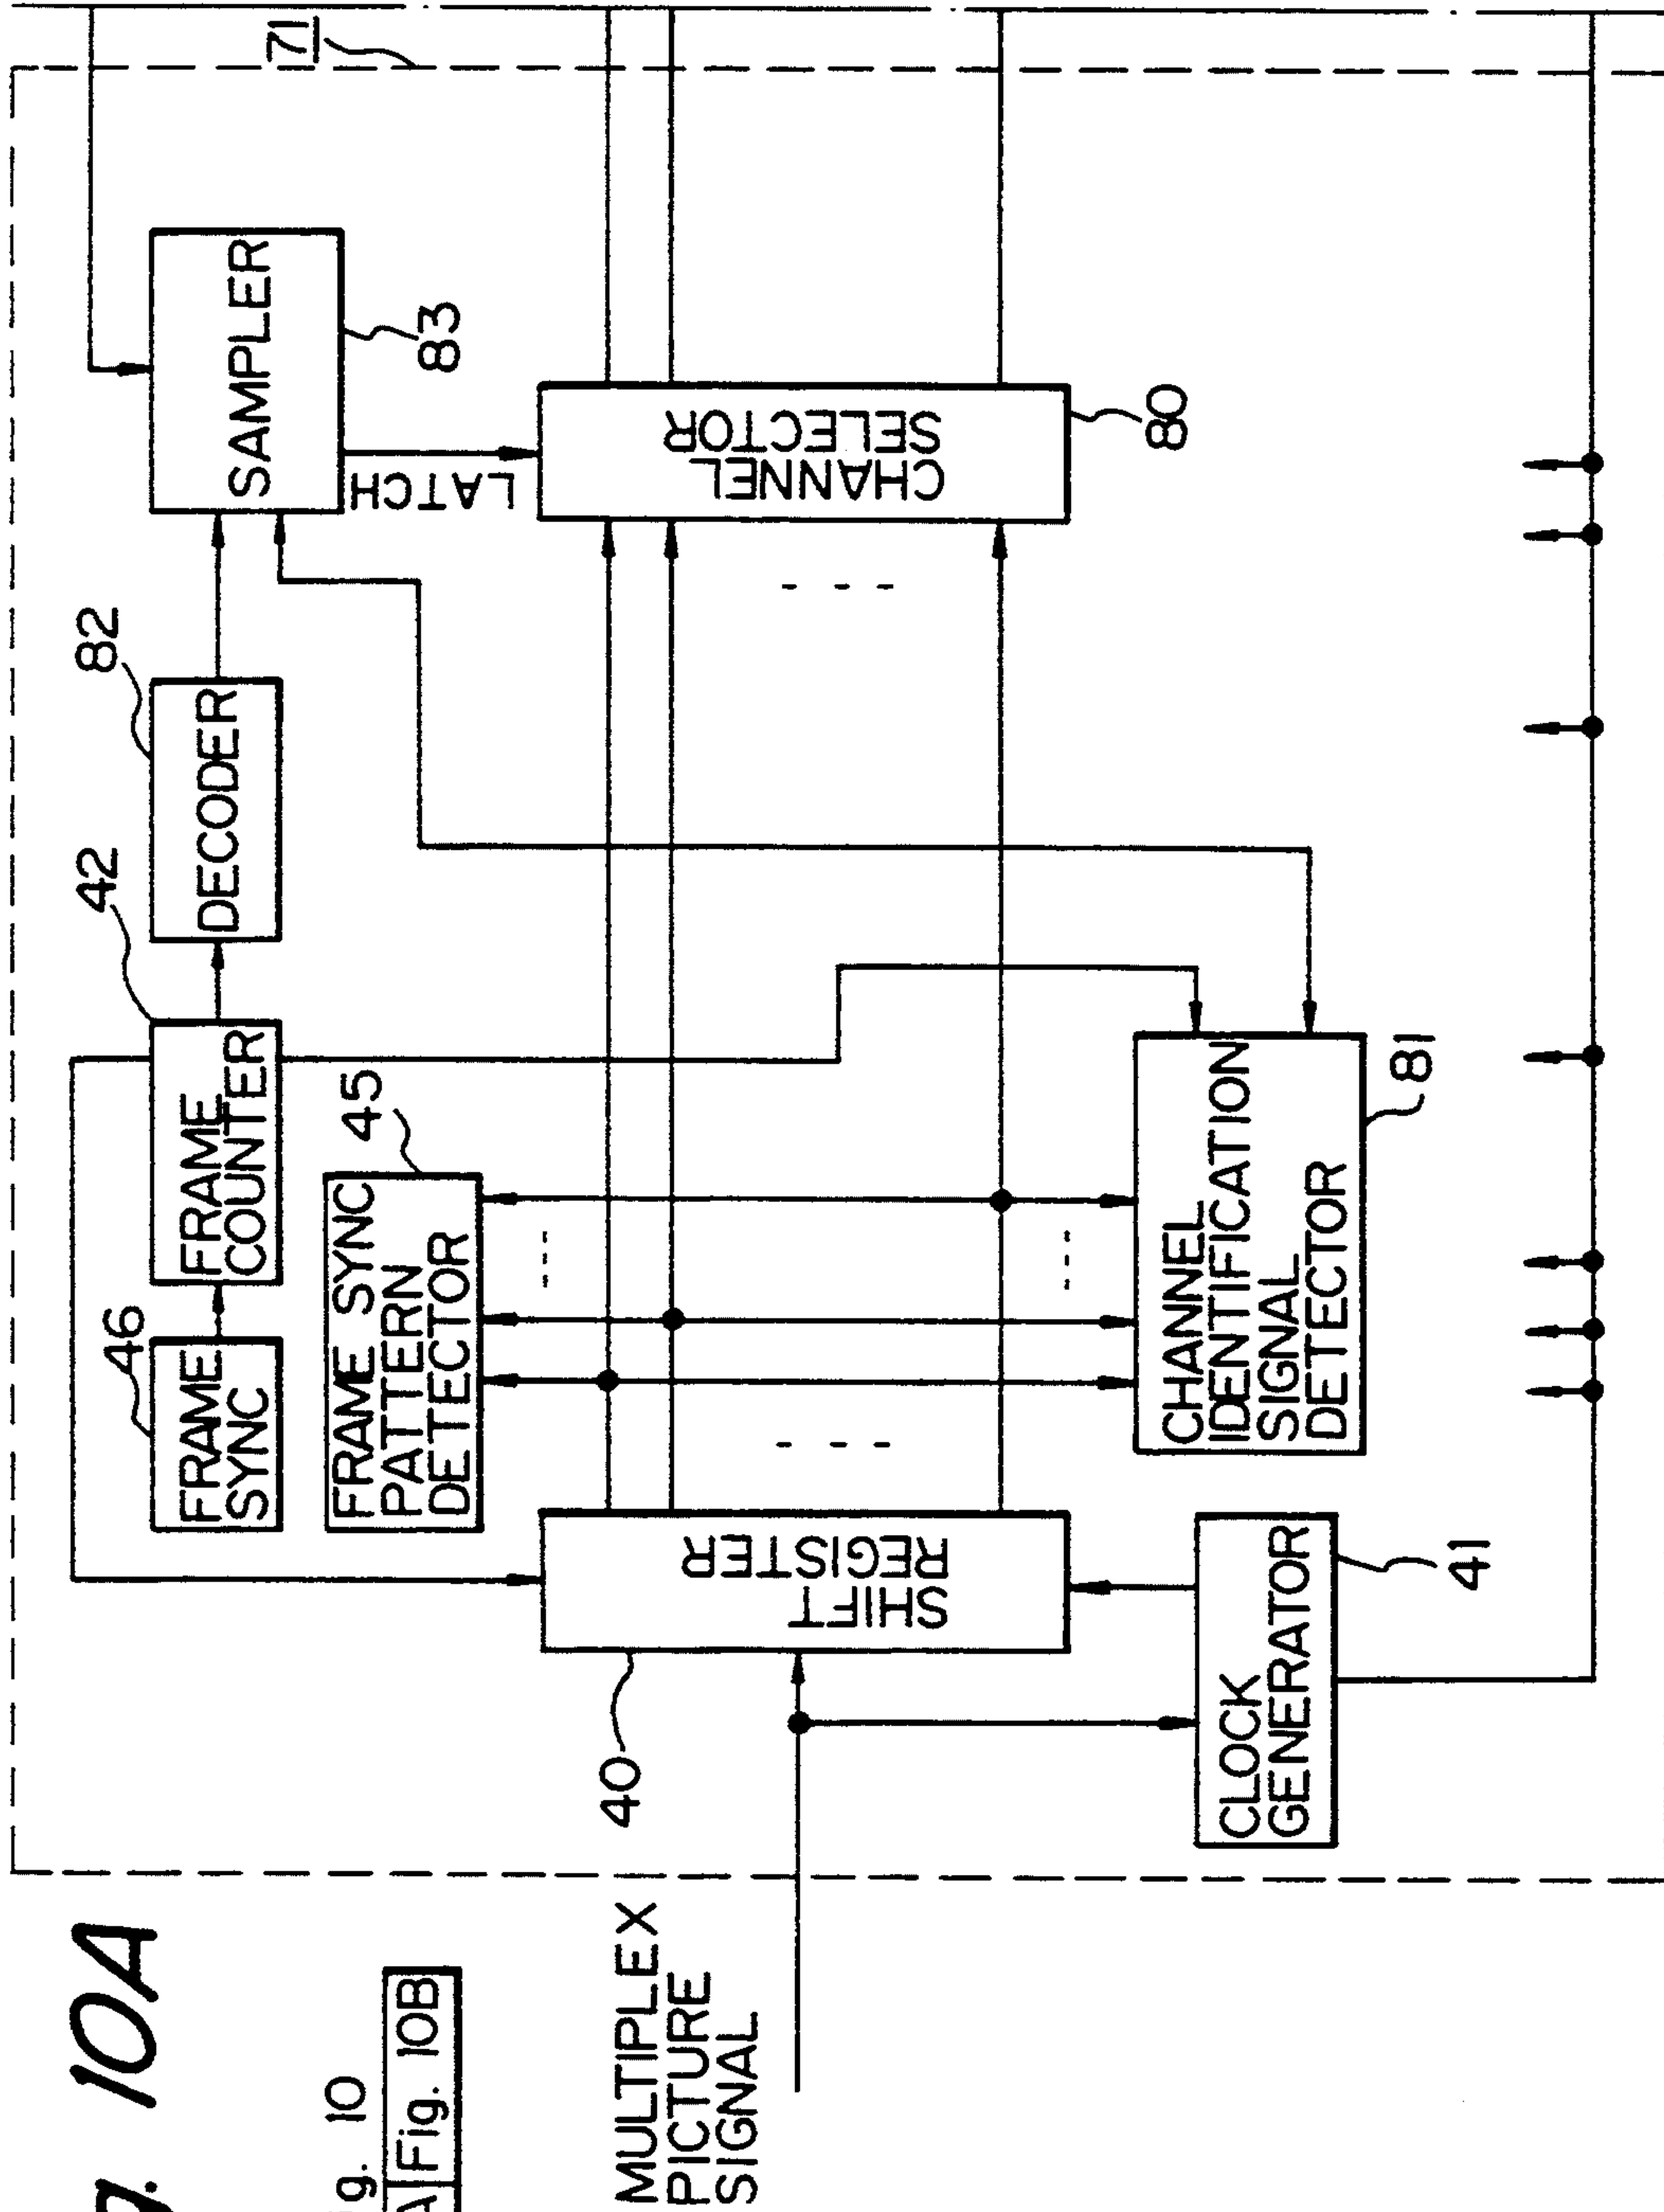 Fig. 10A
Fig. 10
Fig. 10B
MULTIPLEX
PICTURE
SIGNAL
71
46
FRAME
SYNC
42
FRAME
COUNTER
82
DECODER
SAMPLER
83
45
FRAME SYNC
PATTERN
DETECTOR
LATCH
40
SHIFT
REGISTER
CHANNEL
SELECTOR
80
CLOCK
GENERATOR
41
CHANNEL
IDENTIFICATION
SIGNAL
DETECTOR
81